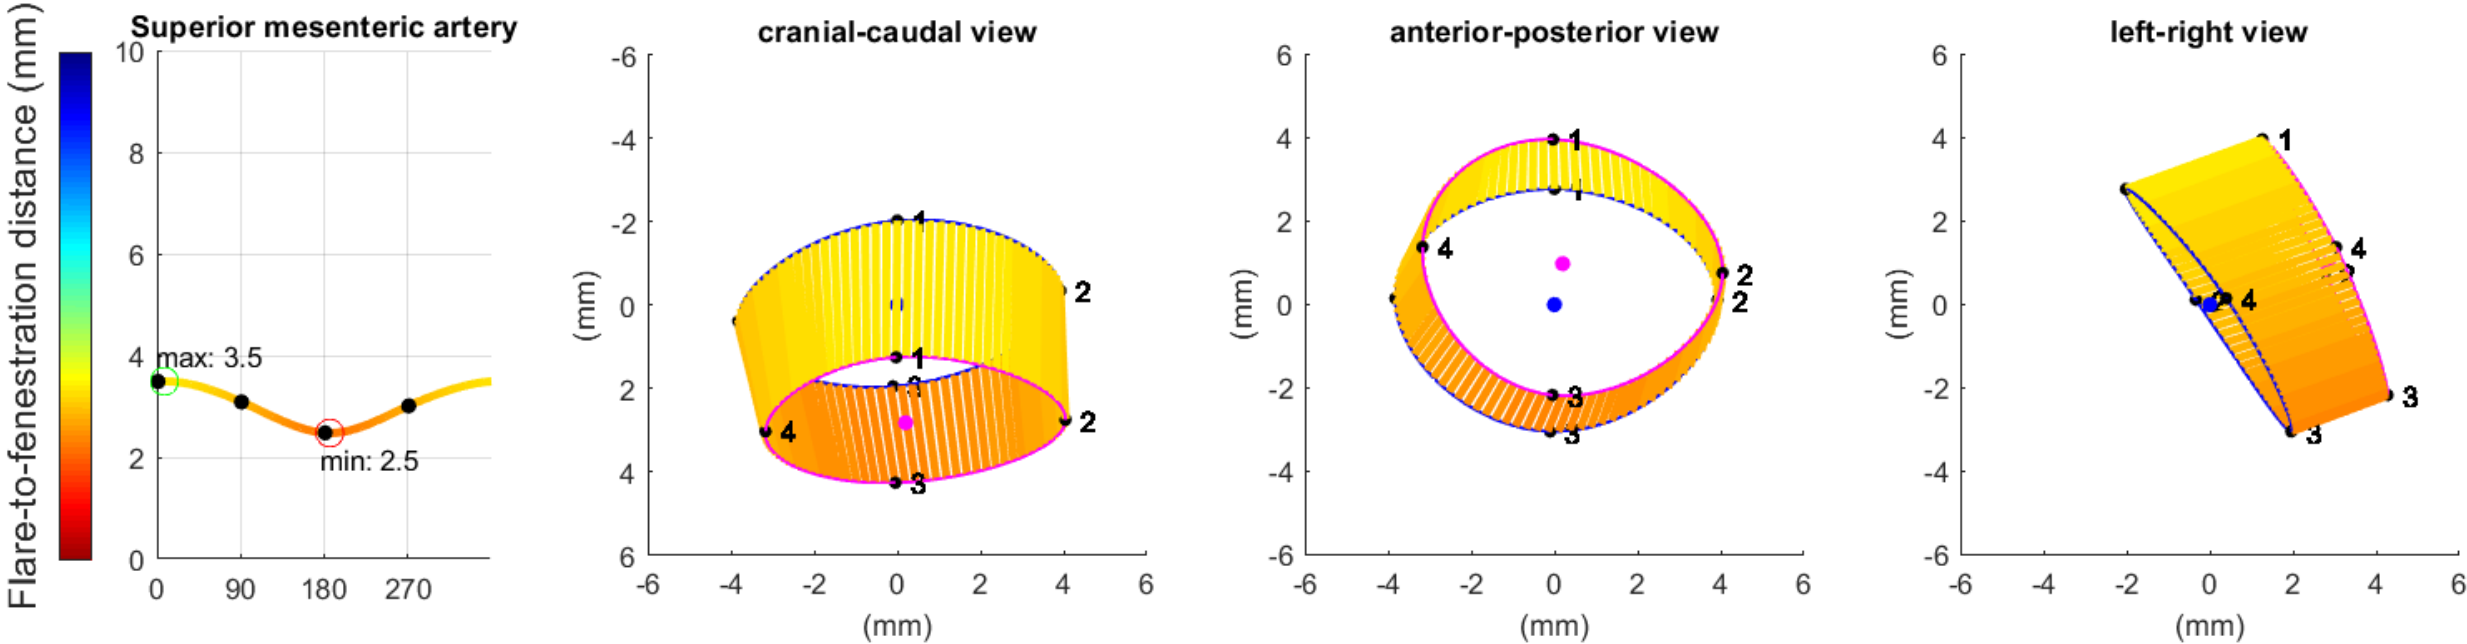 Flare-to-fenestration distance (mm)
Superior mesenteric artery
10
8
6
4
2
0
max: 3.5
min: 2.5
0 90 180 270
cranial-caudal view
-6
-4
-2
0
2
4
6
(mm)
1
2
1
4
2
3
-6 -4 -2 0 2 4 6
(mm)
anterior-posterior view
6
4
2
0
-2
-4
-6
(mm)
1
1
4
2
2
3
3
-6 -4 -2 0 2 4 6
(mm)
left-right view
6
4
2
0
-2
-4
-6
(mm)
1
4
2
4
3
3
-6 -4 -2 0 2 4 6
(mm)